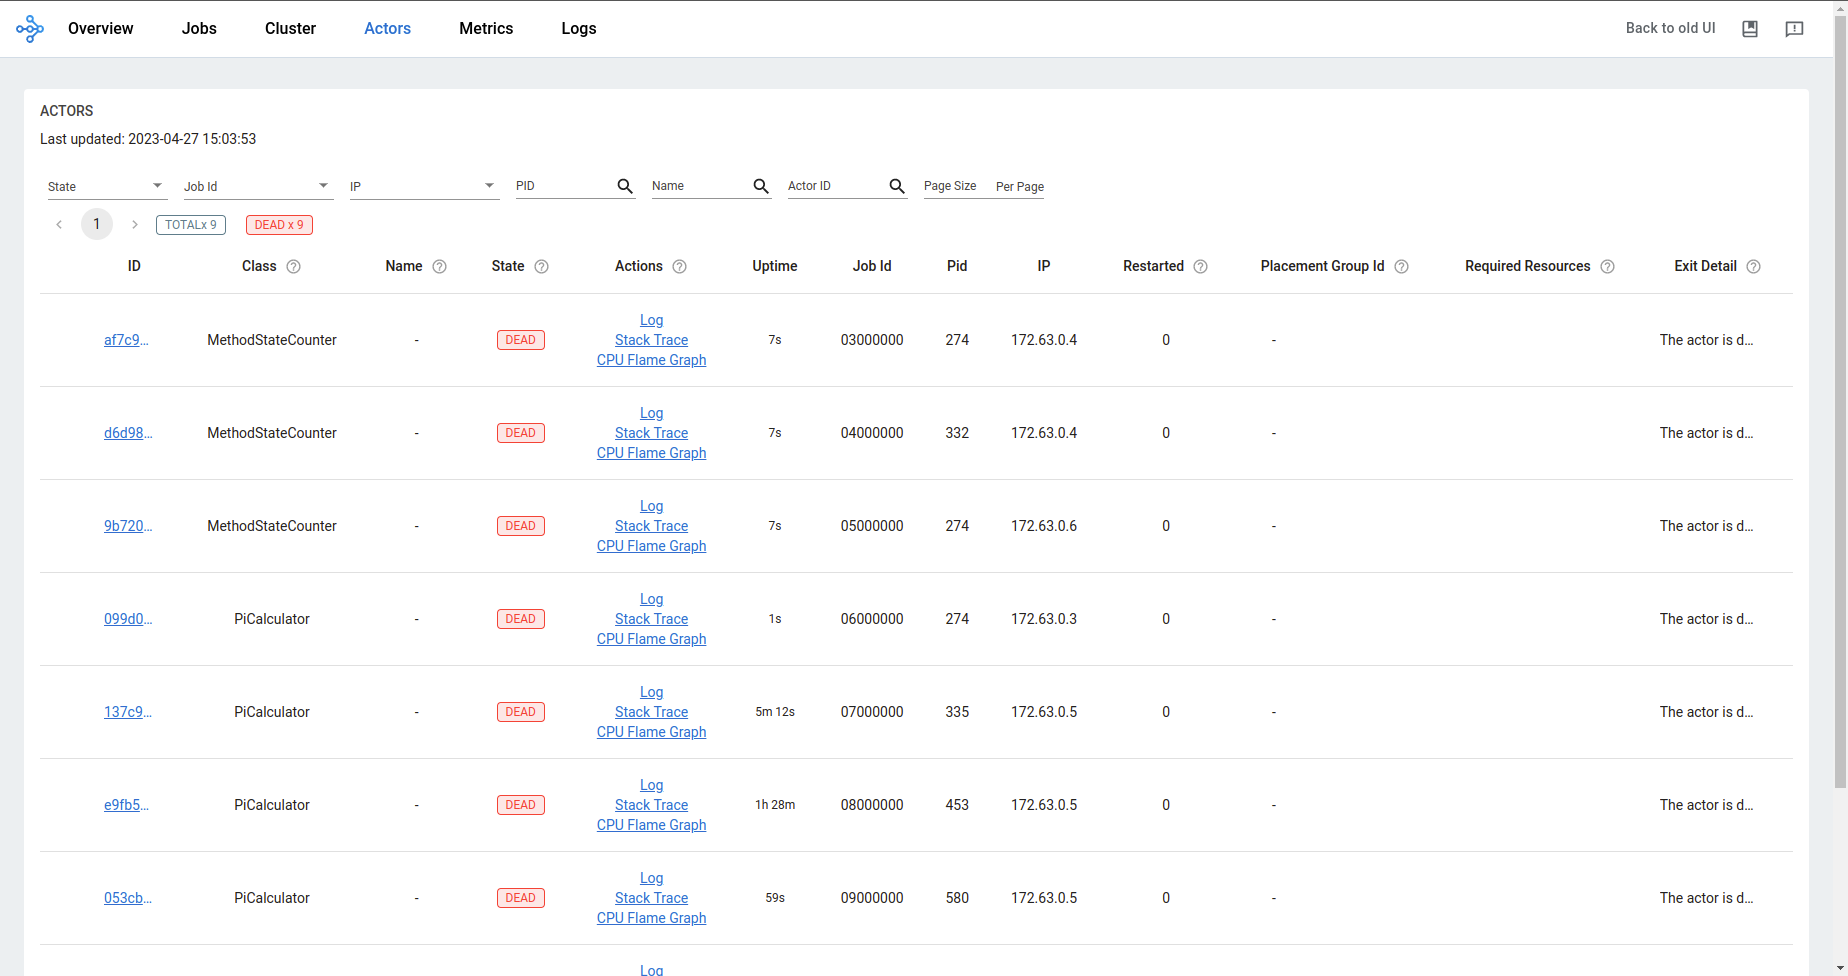 Overview Jobs Cluster Actors Metrics Logs Back to old UI
ACTORS
Last updated: 2023-04-27 15:03:53
State Job Id IP PID Name Actor ID Page Size Per Page
1 TOTALx 9 DEAD x 9
ID Class Name State Actions Uptime Job Id Pid IP Restarted Placement Group Id Required Resources Exit Detail
Log
af7c9... MethodStateCounter - DEAD Stack Trace 7s 03000000 274 172.63.0.4 0 - The actor is d...
CPU Flame Graph
Log
d6d98... MethodStateCounter - DEAD Stack Trace 7s 04000000 332 172.63.0.4 0 - The actor is d...
CPU Flame Graph
Log
9b720... MethodStateCounter - DEAD Stack Trace 7s 05000000 274 172.63.0.6 0 - The actor is d...
CPU Flame Graph
Log
099d0... PiCalculator - DEAD Stack Trace 1s 06000000 274 172.63.0.3 0 - The actor is d...
CPU Flame Graph
Log
137c9... PiCalculator - DEAD Stack Trace 5m 12s 07000000 335 172.63.0.5 0 - The actor is d...
CPU Flame Graph
Log
e9fb5... PiCalculator - DEAD Stack Trace 1h 28m 08000000 453 172.63.0.5 0 - The actor is d...
CPU Flame Graph
Log
053cb... PiCalculator - DEAD Stack Trace 59s 09000000 580 172.63.0.5 0 - The actor is d...
CPU Flame Graph
Log